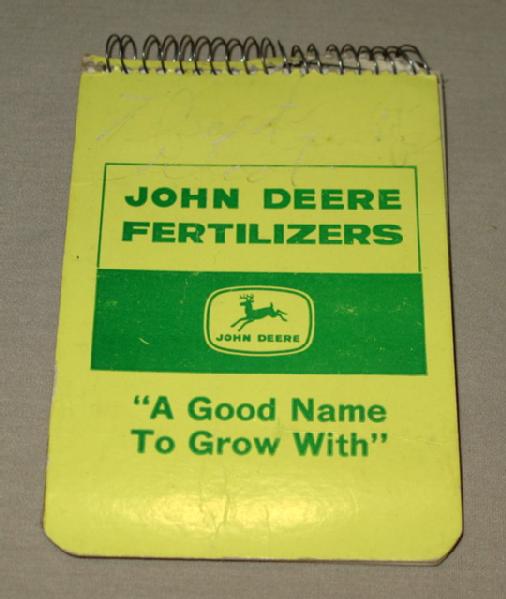 JOHN DEERE
FERTILIZERS
JOHN DEERE
"A Good Name
To Grow With"